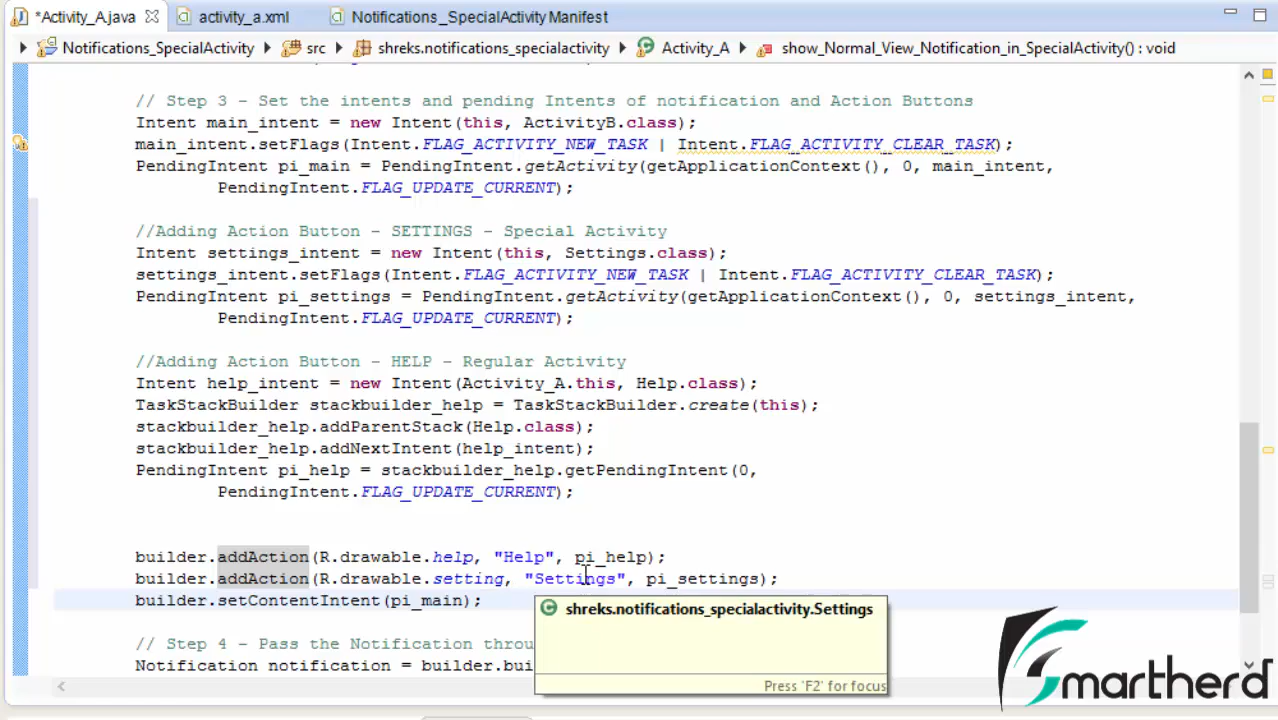 *Activity_A.java
activity_a.xml
Notifications_SpecialActivity Manifest
Notifications_SpecialActivity
src
shreks.notifications_specialactivity
Activity_A
show_Normal_View_Notification_in_SpecialActivity() : void
// Step 3 - Set the intents and pending Intents of notification and Action Buttons
Intent main_intent = new Intent(this, ActivityB.class);
main_intent.setFlags(Intent.FLAG_ACTIVITY_NEW_TASK | Intent.FLAG_ACTIVITY_CLEAR_TASK);
PendingIntent pi_main = PendingIntent.getActivity(getApplicationContext(), 0, main_intent,
PendingIntent.FLAG_UPDATE_CURRENT);
//Adding Action Button - SETTINGS - Special Activity
Intent settings_intent = new Intent(this, Settings.class);
settings_intent.setFlags(Intent.FLAG_ACTIVITY_NEW_TASK | Intent.FLAG_ACTIVITY_CLEAR_TASK);
PendingIntent pi_settings = PendingIntent.getActivity(getApplicationContext(), 0, settings_intent,
PendingIntent.FLAG_UPDATE_CURRENT);
//Adding Action Button - HELP - Regular Activity
Intent help_intent = new Intent(Activity_A.this, Help.class);
TaskStackBuilder stackbuilder_help = TaskStackBuilder.create(this);
stackbuilder_help.addParentStack(Help.class);
stackbuilder_help.addNextIntent(help_intent);
PendingIntent pi_help = stackbuilder_help.getPendingIntent(0,
PendingIntent.FLAG_UPDATE_CURRENT);
builder.addAction(R.drawable.help, "Help", pi_help);
builder.addAction(R.drawable.setting, "Settings", pi_settings);
builder.setContentIntent(pi_main);
shreks.notifications_specialactivity.Settings
// Step 4 - Pass the Notification throu
Notification notification = builder.bui
Press 'F2' for focus
Smartherd